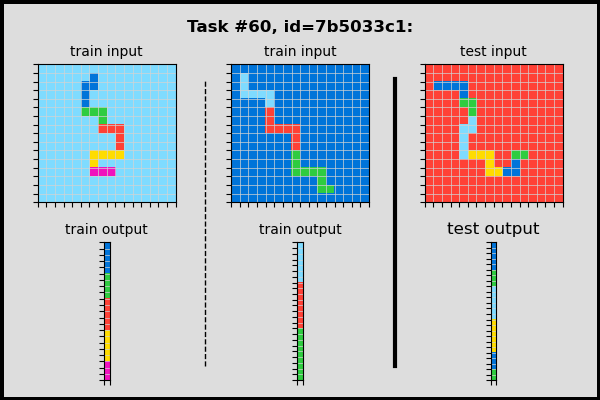 Task #60, id=7b5033c1:
train input
train input
test input
train output
train output
test output